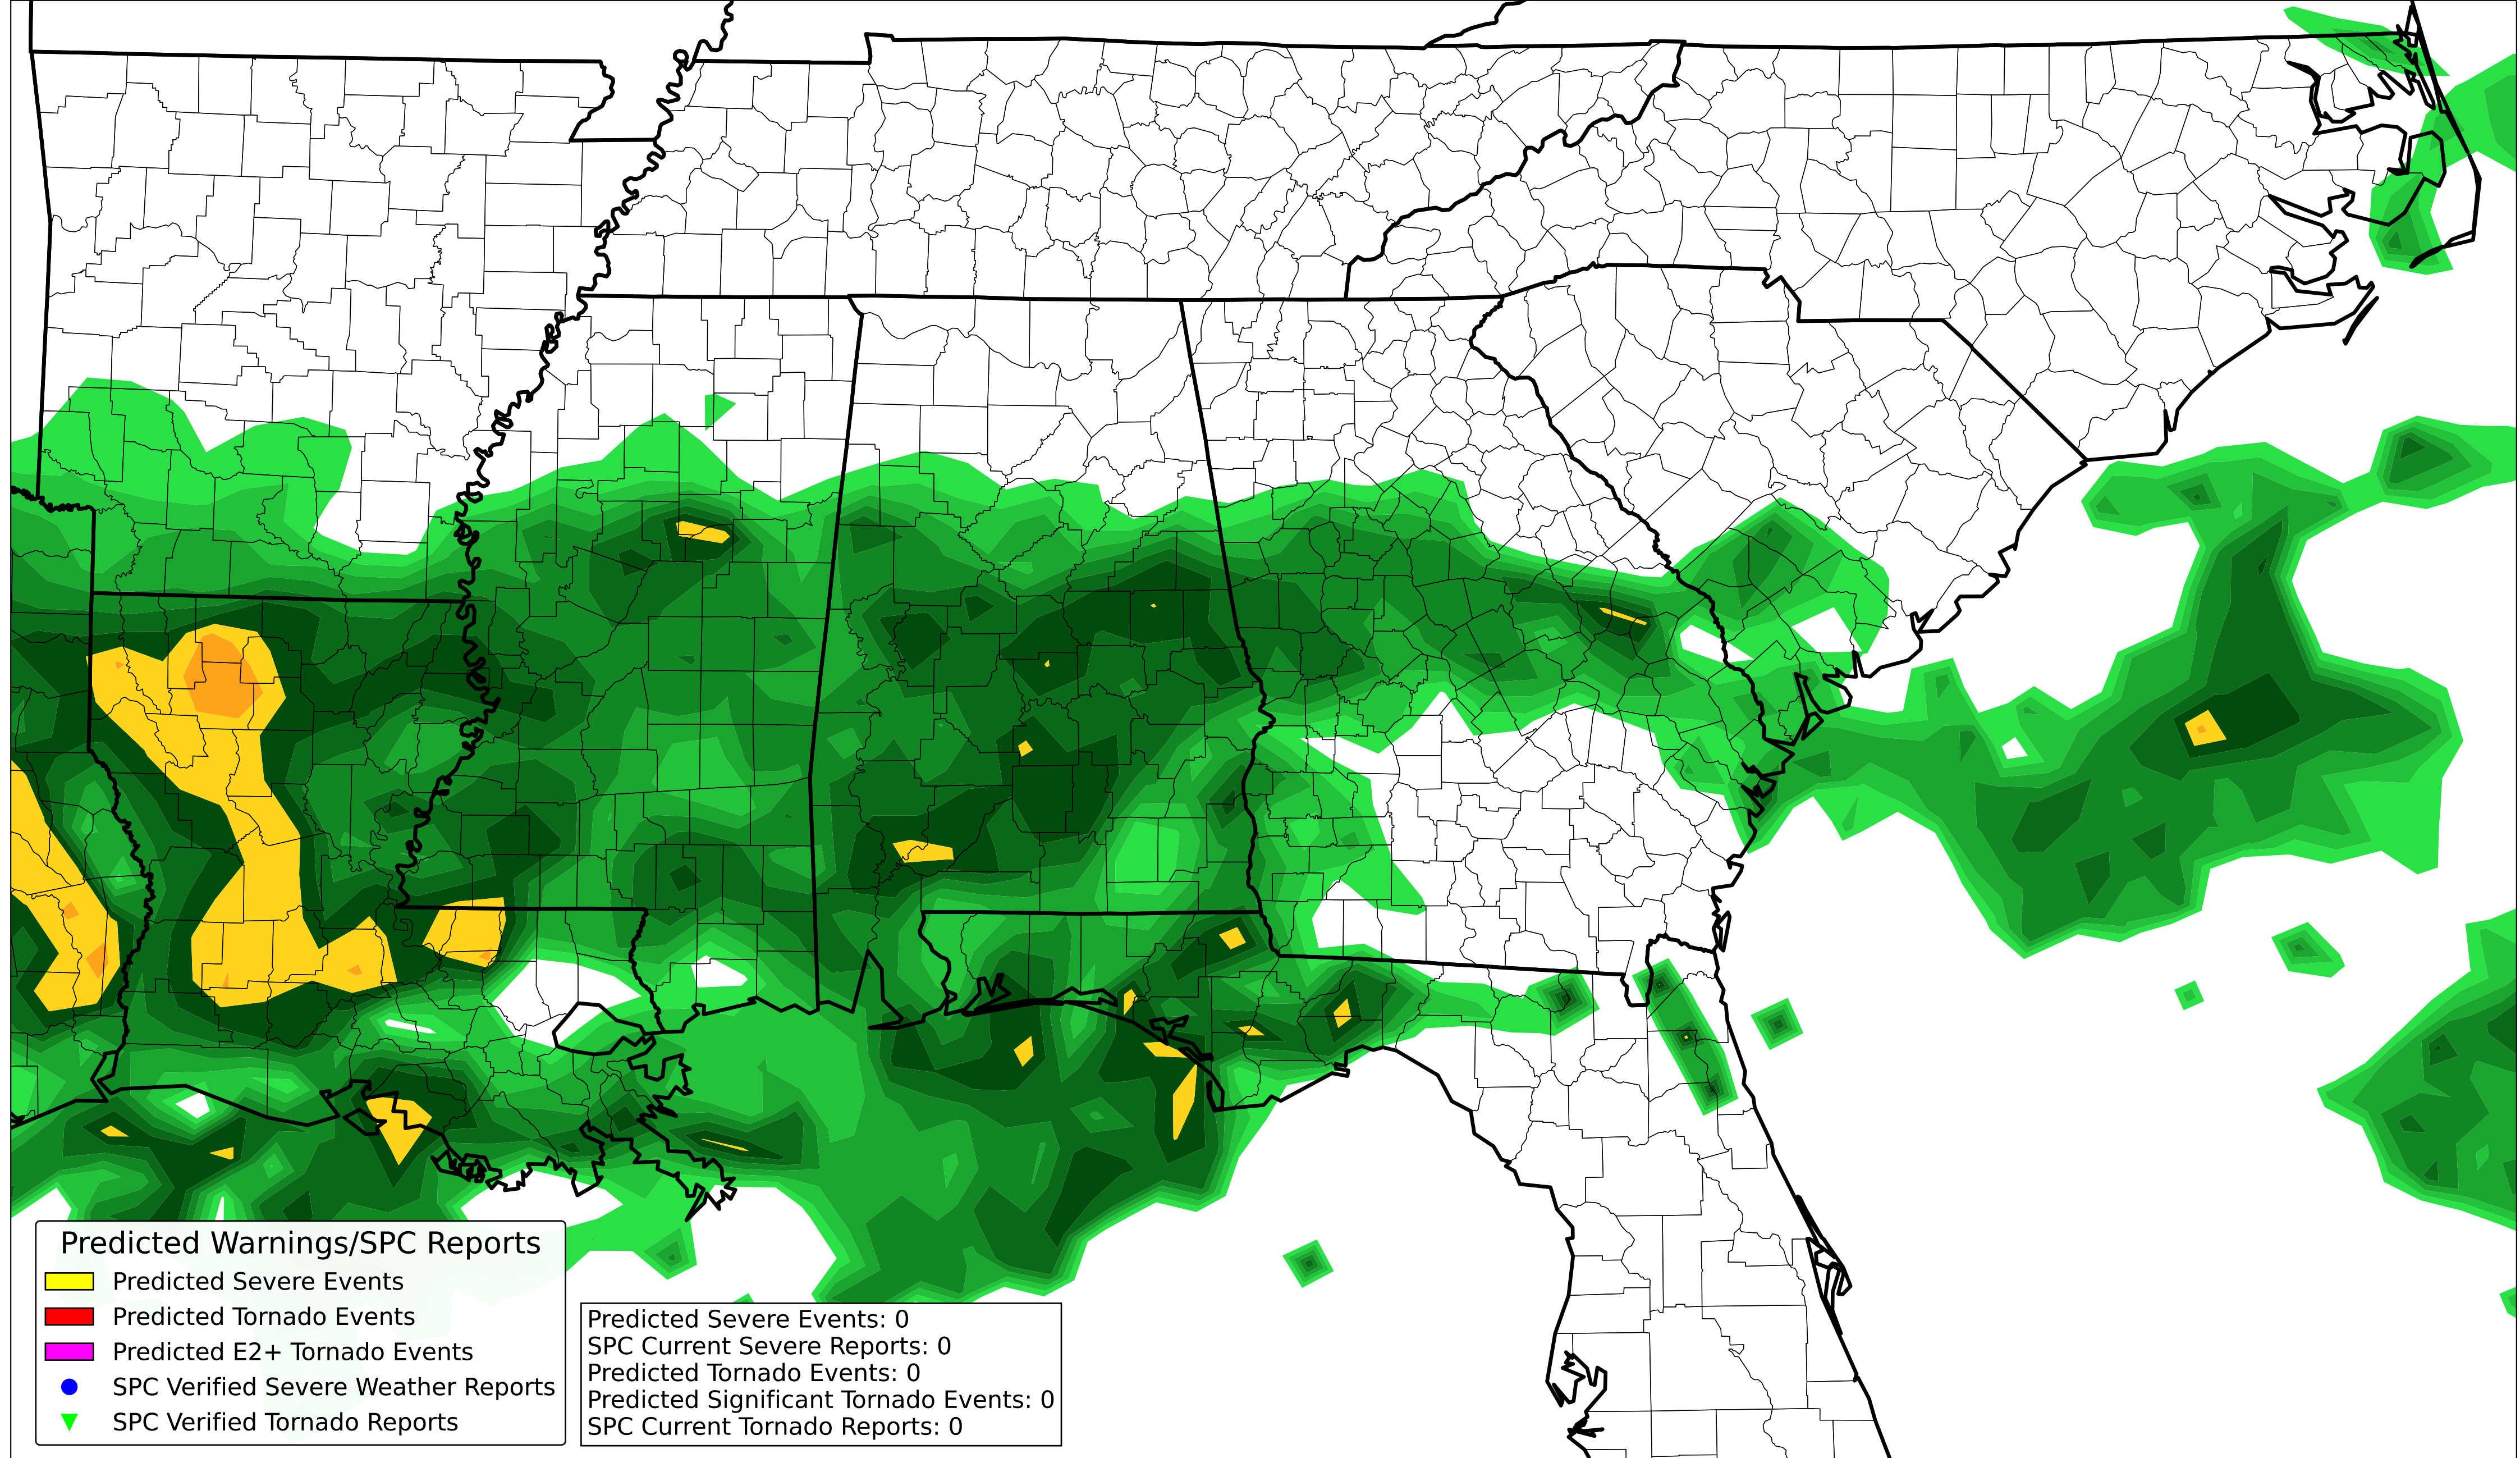 Predicted Warnings/SPC Reports
Predicted Severe Events
Predicted Tornado Events
Predicted E2+ Tornado Events
SPC Verified Severe Weather Reports
SPC Verified Tornado Reports
Predicted Severe Events: 0
SPC Current Severe Reports: 0
Predicted Tornado Events: 0
Predicted Significant Tornado Events: 0
SPC Current Tornado Reports: 0